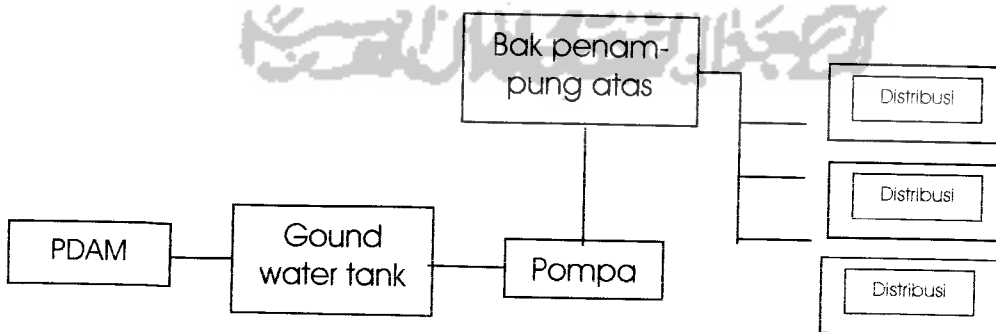 Bak penam-
pung atas
Distribusi
Distribusi
PDAM
Gound
water tank
Pompa
Distribusi